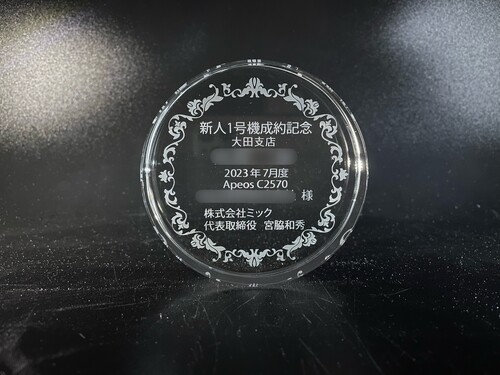 新人1号機成約記念
大田支店
2023年7月度
Apeos C2570
様
株式会社ミック
代表取締役 宮脇和秀